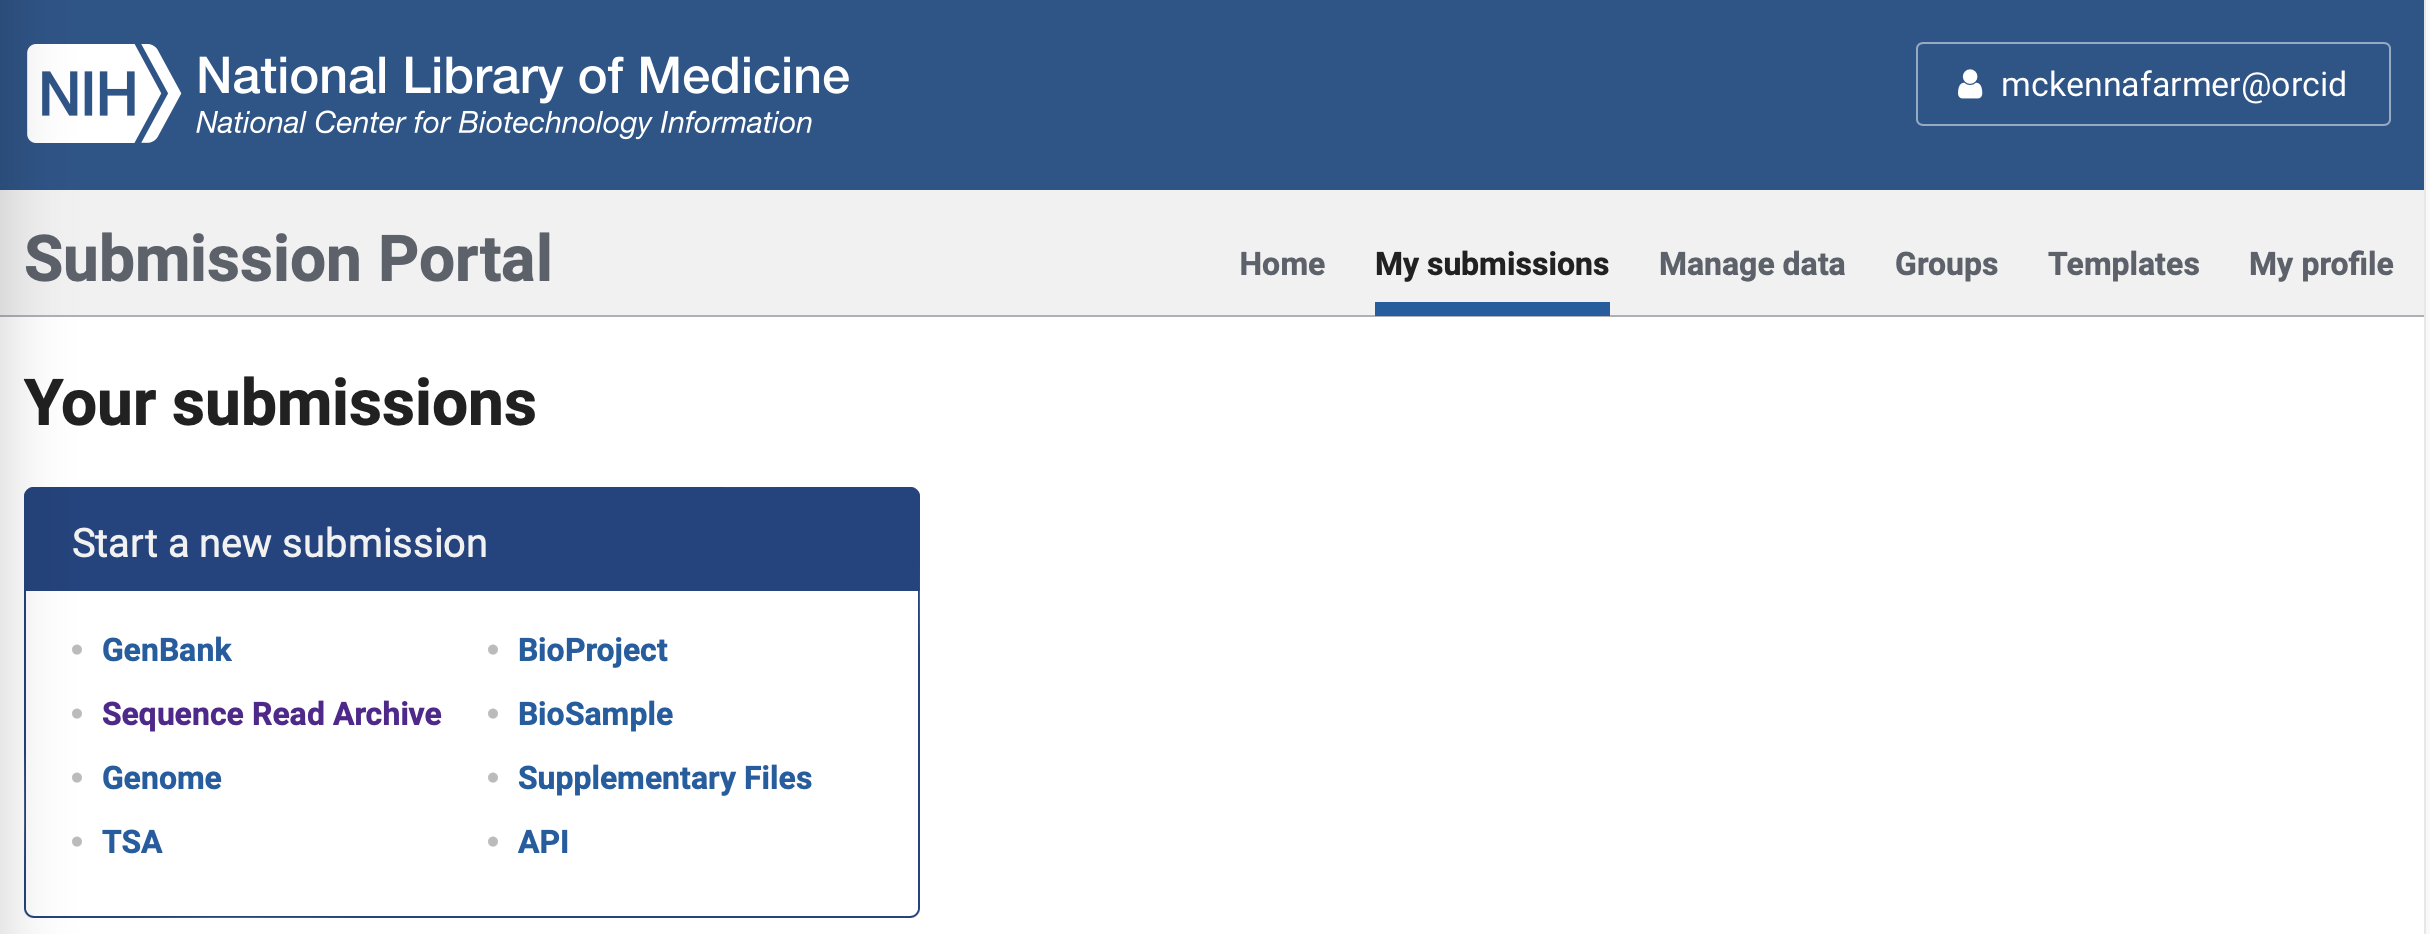 NIH National Library of Medicine
National Center for Biotechnology Information
mckennafarmer@orcid
Submission Portal
Home My submissions Manage data Groups Templates My profile
Your submissions
Start a new submission
GenBank
Sequence Read Archive
Genome
TSA
BioProject
BioSample
Supplementary Files
API